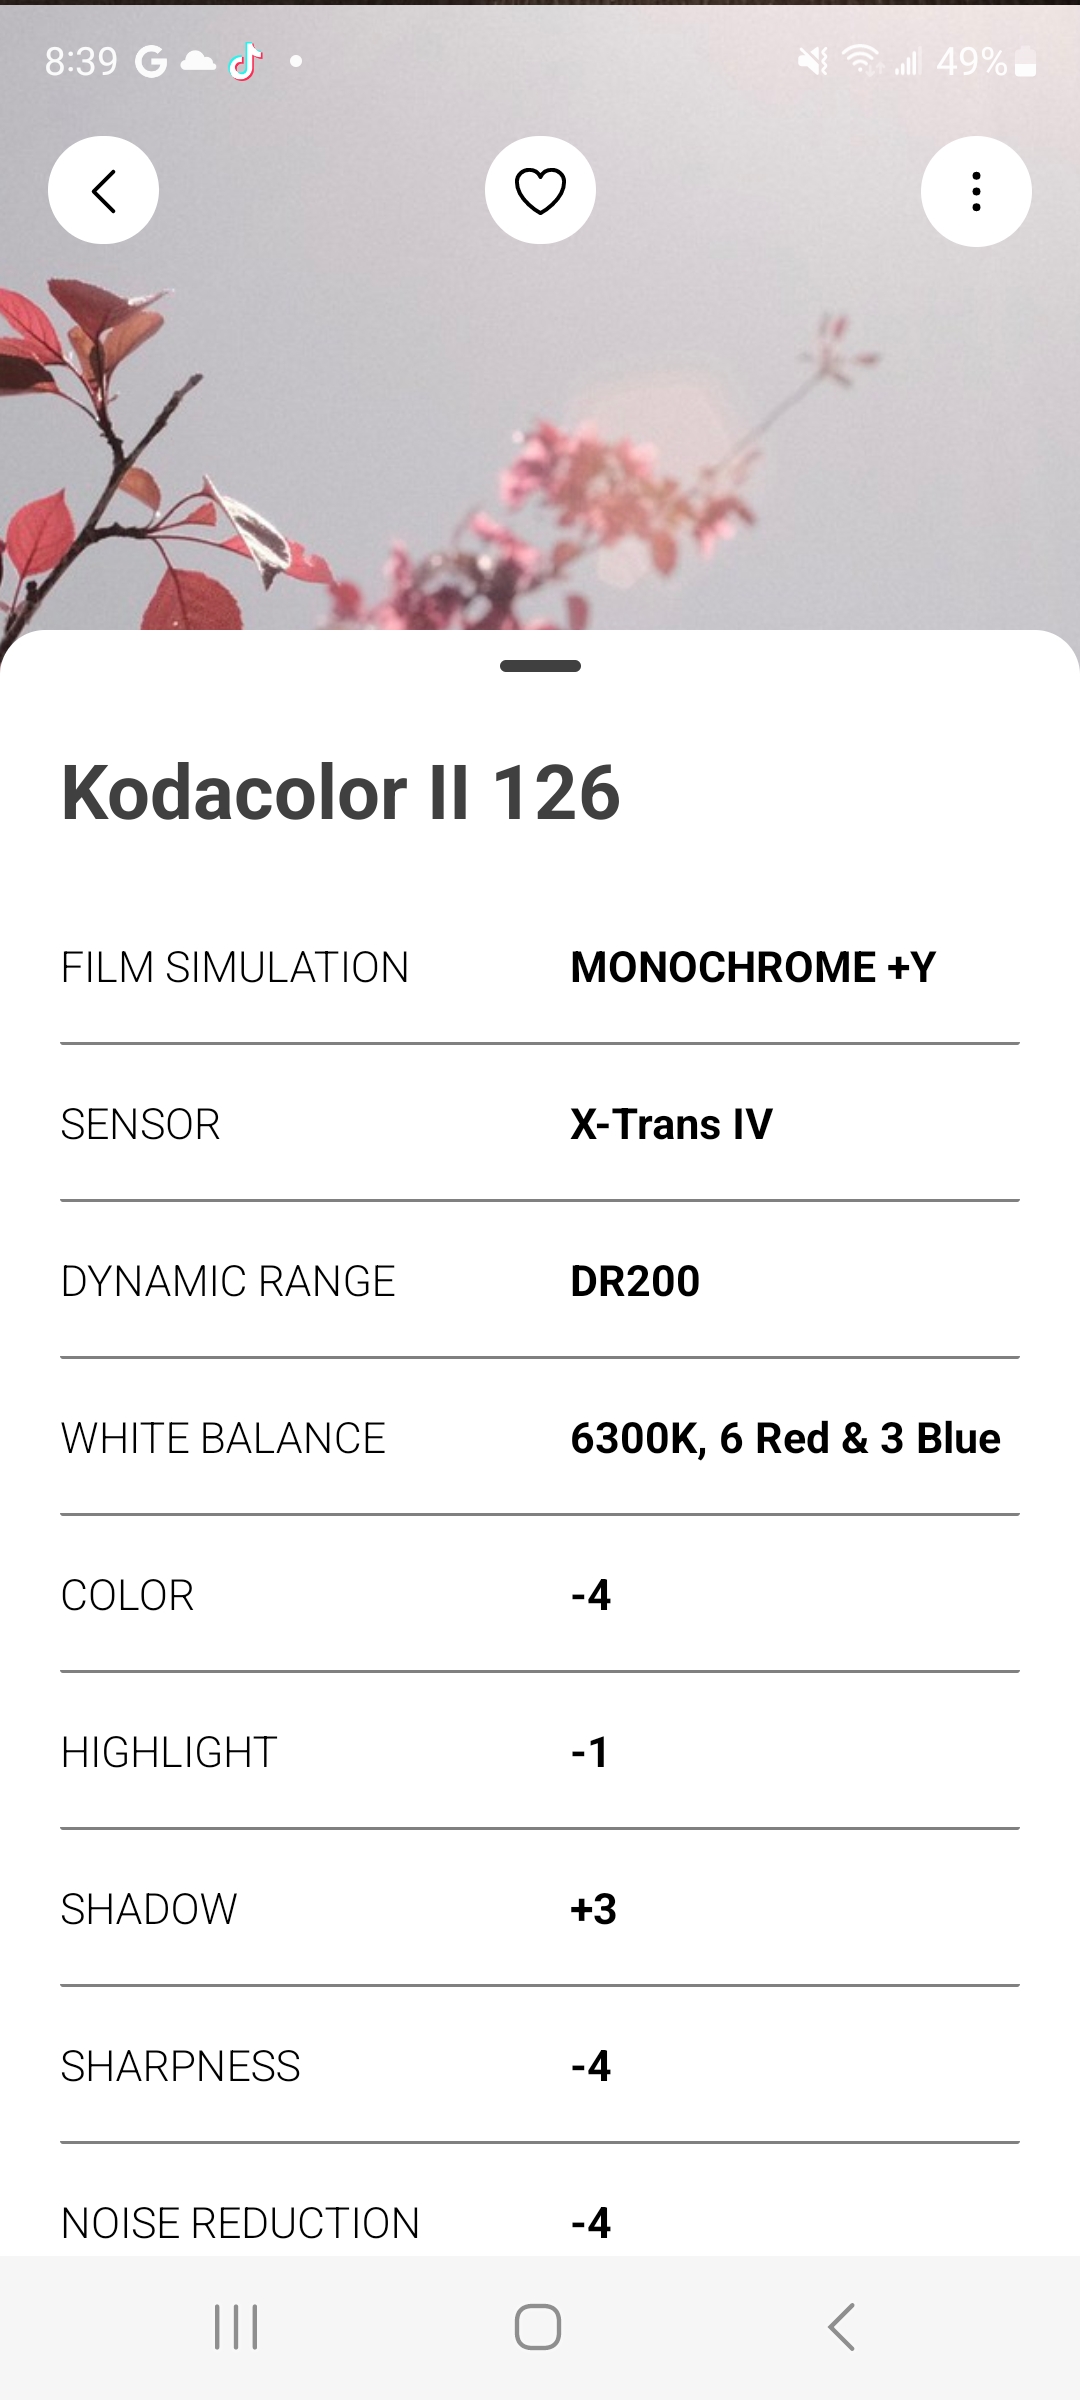 8:39 49%
Kodacolor II 126
FILM SIMULATION MONOCHROME +Y
SENSOR X-Trans IV
DYNAMIC RANGE DR200
WHITE BALANCE 6300K, 6 Red & 3 Blue
COLOR -4
HIGHLIGHT -1
SHADOW +3
SHARPNESS -4
NOISE REDUCTION -4